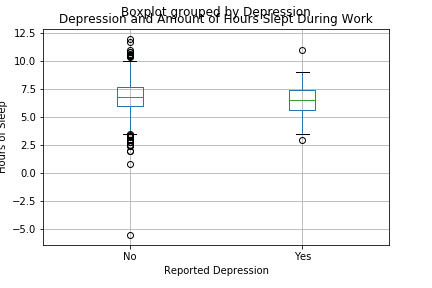 Boxplot grouped by Depression
Depression and Amount of Hours Slept During Work
12.5
10.0
7.5
5.0
2.5
0.0
−2.5
−5.0
Hours of Sleep
No
Yes
Reported Depression